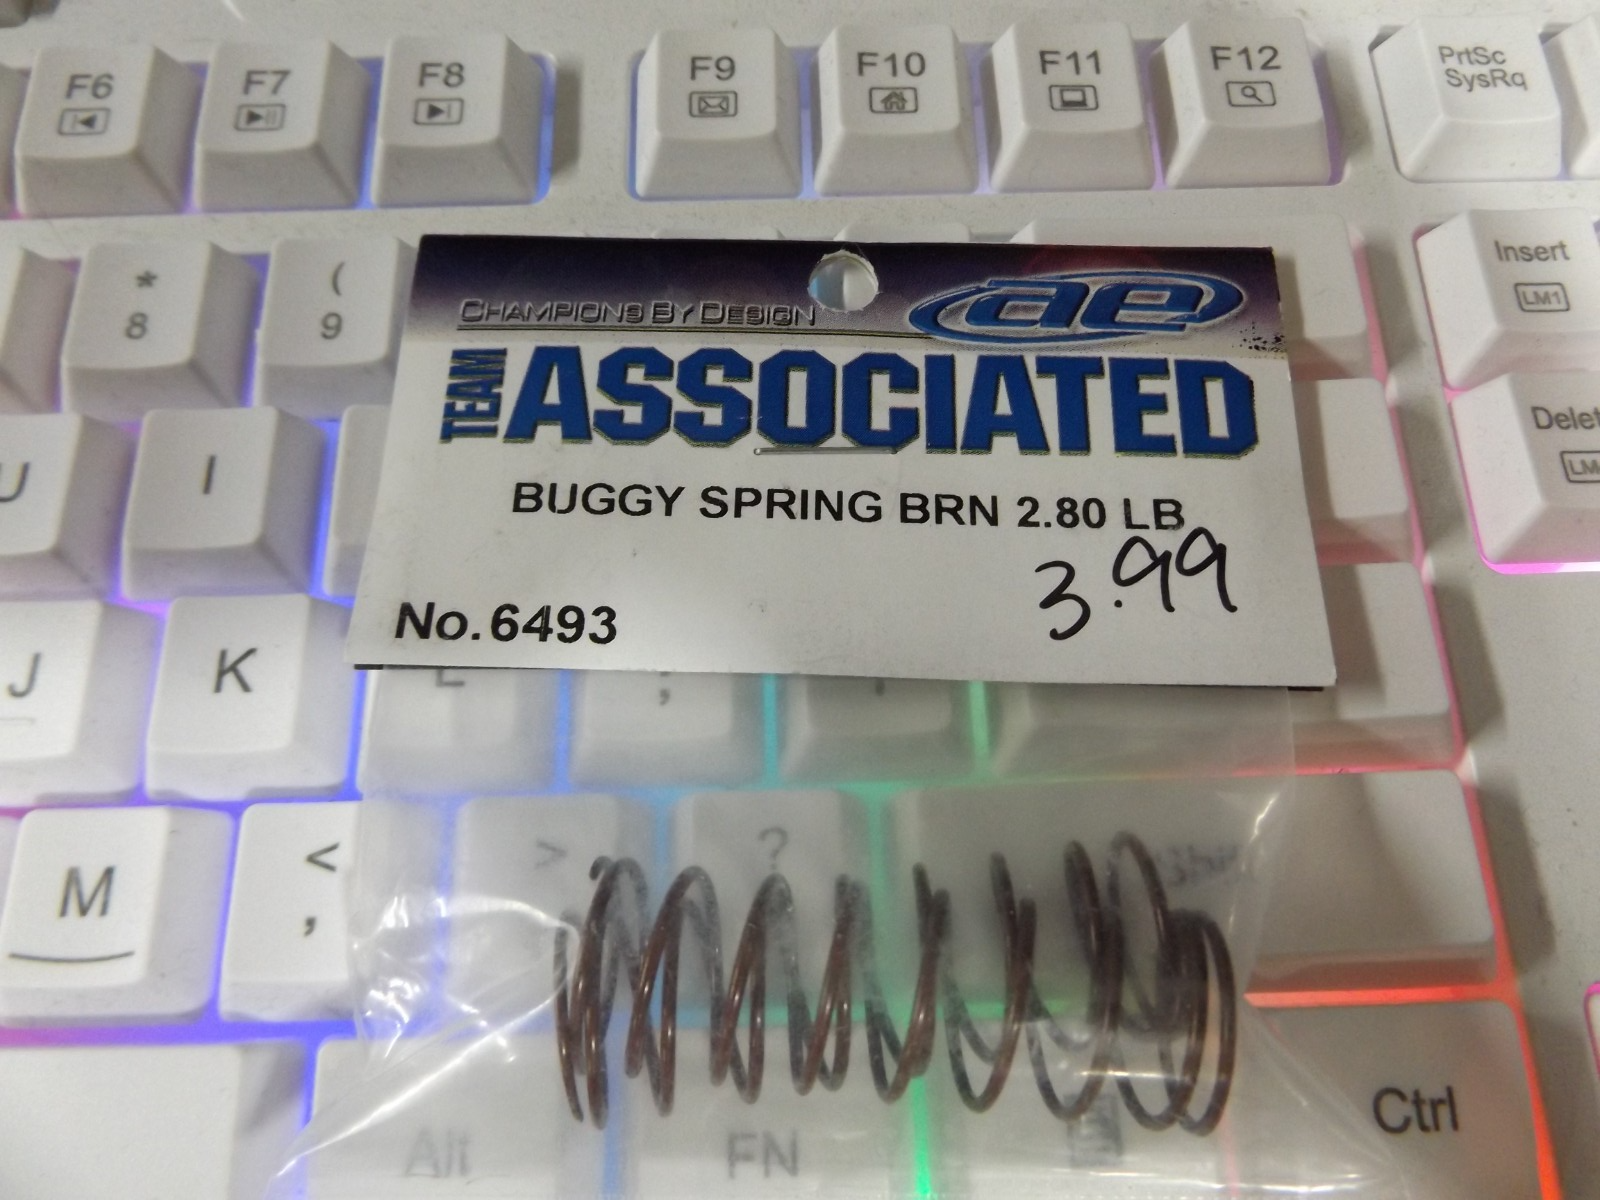 F6 F7 F8 F9 F10 F11 F12 PrtSc
SysRq
* ( Insert
8 9 LM1
CHAMPIONS BY DESIGN ae
TEAM ASSOCIATED
U I Delet
LM
BUGGY SPRING BRN 2.80 LB
3.99
No.6493
J K L ;
M < > ?
,
Alt FN Ctrl